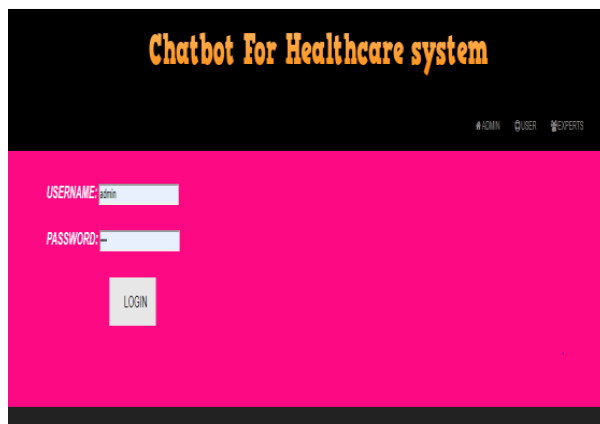 Chatbot For Healthcare system
ADMIN USER EXPERTS
USERNAME: admin
PASSWORD:
LOGIN